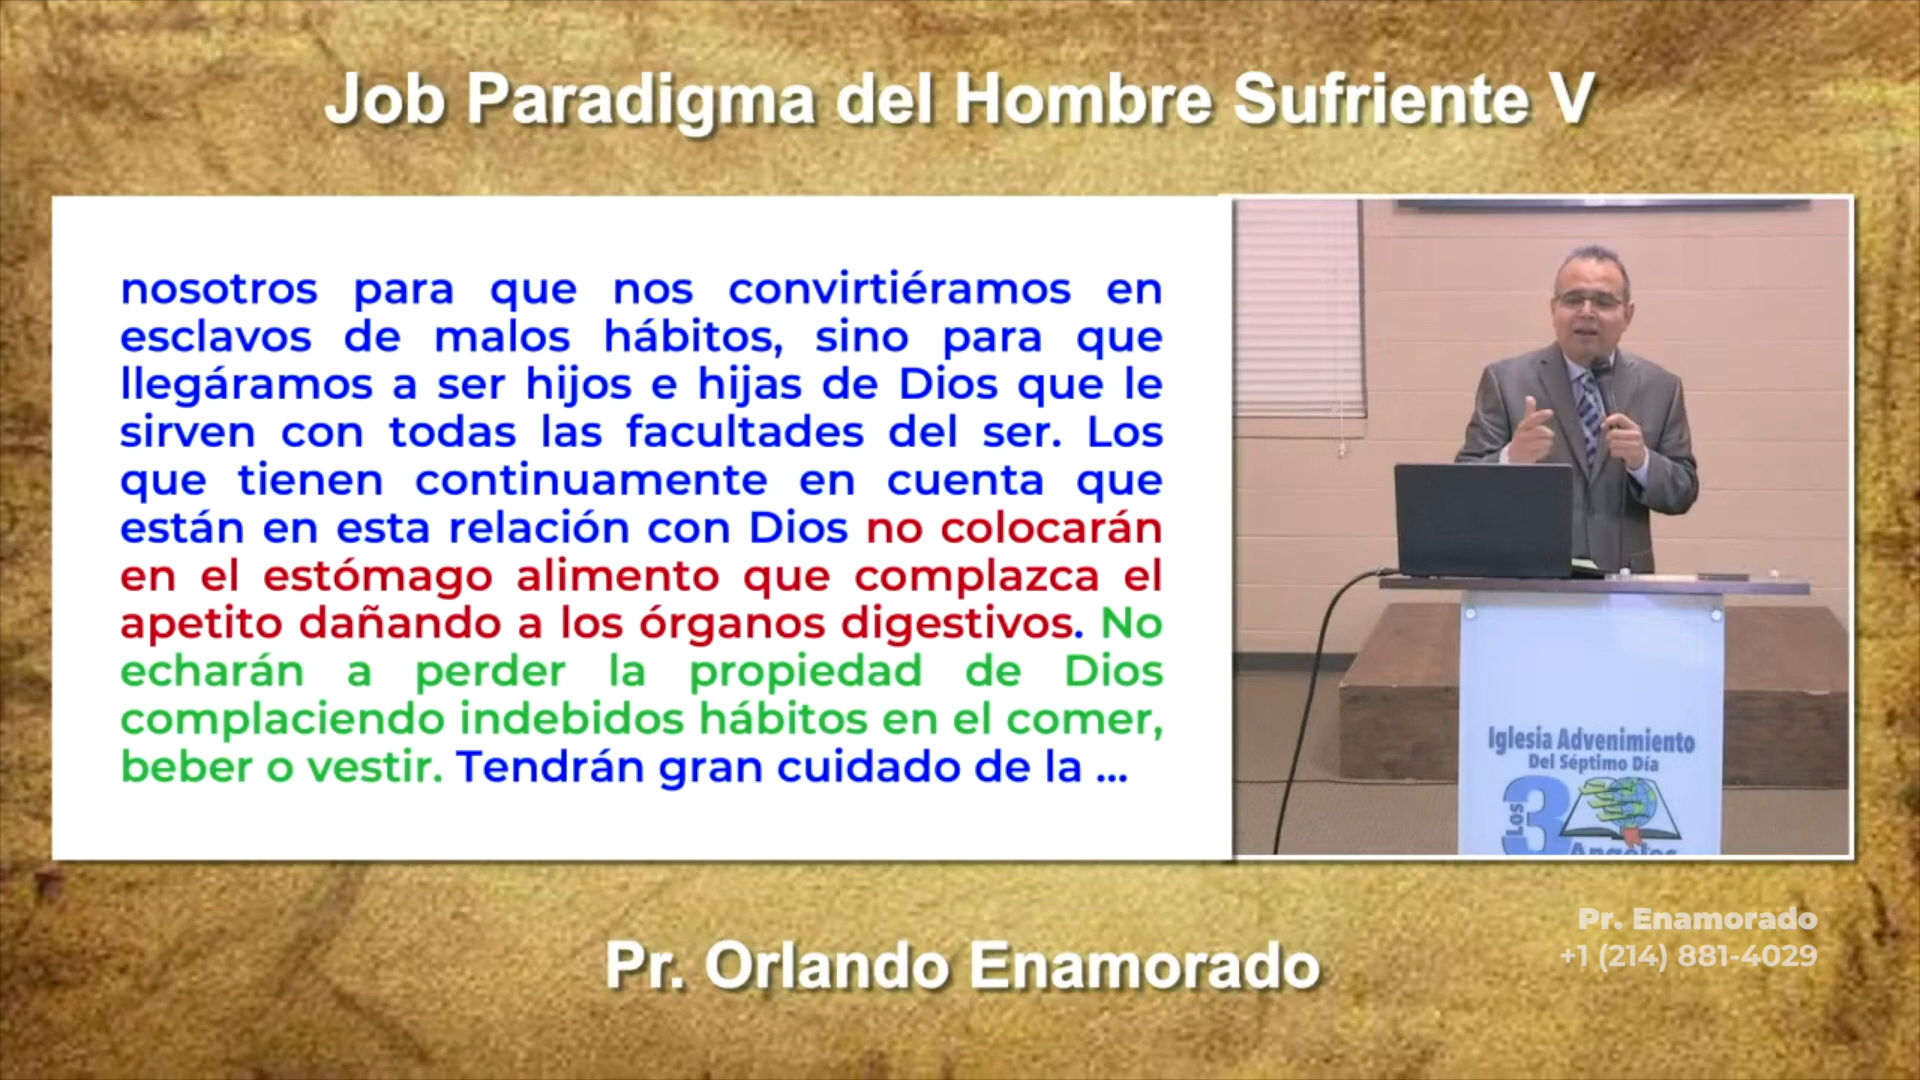 Job Paradigma del Hombre Sufriente V
nosotros para que nos convirtiéramos en
esclavos de malos hábitos, sino para que
llegáramos a ser hijos e hijas de Dios que le
sirven con todas las facultades del ser. Los
que tienen continuamente en cuenta que
están en esta relación con Dios no colocarán
en el estómago alimento que complazca el
apetito dañando a los órganos digestivos. No
echarán a perder la propiedad de Dios
complaciendo indebidos hábitos en el comer,
beber o vestir. Tendrán gran cuidado de la ...
Iglesia Advenimiento
Del Séptimo Día
Los 3
Angeles
Pr. Enamorado
+1 (214) 881-4029
Pr. Orlando Enamorado